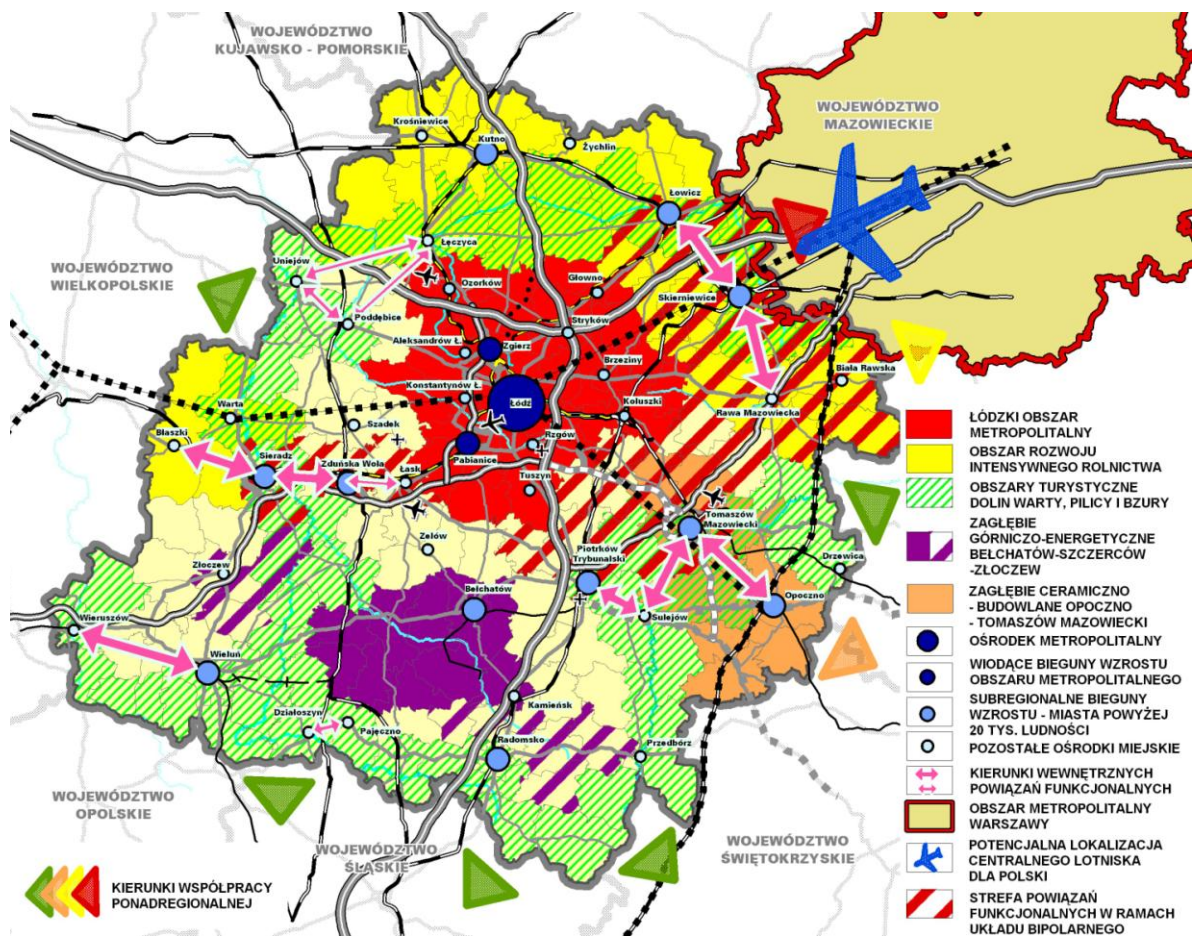 WOJEWÓDZTWO
KUJAWSKO - POMORSKIE
WOJEWÓDZTWO
MAZOWIECKIE
Krośniewice
Kutno
Żychlin
Łowicz
WOJEWÓDZTWO
WIELKOPOLSKIE
Łęczyca
Uniejów
Ozorków
Głowno
Skierniewice
Poddębice
Stryków
Aleksandrów Ł.
Zgierz
Brzeziny
Biała Rawska
Konstantynów Ł.
Łódź
Koluszki
Rawa Mazowiecka
Warta
Szadek
Błaszki
Rzgów
Pabianice
Sieradz
Zduńska Wola
Łask
Tuszyn
Tomaszów
Mazowiecki
Zelów
Piotrków
Trybunalski
Drzewica
Złoczew
Bełchatów
Opoczno
Sulejów
Wieruszów
Wieluń
Kamieńsk
Działoszyn
Pajęczno
Radomsko
Przedbórz
WOJEWÓDZTWO
OPOLSKIE
WOJEWÓDZTWO
ŚLĄSKIE
WOJEWÓDZTWO
ŚWIĘTOKRZYSKIE
KIERUNKI WSPÓŁPRACY
PONADREGIONALNEJ
ŁÓDZKI OBSZAR
METROPOLITALNY
OBSZAR ROZWOJU
INTENSYWNEGO ROLNICTWA
OBSZARY TURYSTYCZNE
DOLIN WARTY, PILICY I BZURY
ZAGŁĘBIE
GÓRNICZO-ENERGETYCZNE
BEŁCHATÓW-SZCZERCÓW
-ZŁOCZEW
ZAGŁĘBIE CERAMICZNO
- BUDOWLANE OPOCZNO
- TOMASZÓW MAZOWIECKI
OŚRODEK METROPOLITALNY
WIODĄCE BIEGUNY WZROSTU
OBSZARU METROPOLITALNEGO
SUBREGIONALNE BIEGUNY
WZROSTU - MIASTA POWYŻEJ
20 TYS. LUDNOŚCI
POZOSTAŁE OŚRODKI MIEJSKIE
KIERUNKI WEWNĘTRZNYCH
POWIĄZAŃ FUNKCJONALNYCH
OBSZAR METROPOLITALNY
WARSZAWY
POTENCJALNA LOKALIZACJA
CENTRALNEGO LOTNISKA
DLA POLSKI
STREFA POWIĄZAŃ
FUNKCJONALNYCH W RAMACH
UKŁADU BIPOLARNEGO